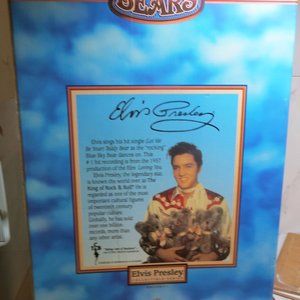 BEARS
Elvis Presley
Elvis sings his hit single (Let Me
Be Your) Teddy Bear as the "rocking"
Blue Sky Bear dances on. This
#1 hit recording is from the 1957
production of the film Loving You.
Elvis Presley, the legendary star,
is known the world over as The
King of Rock & Roll! He is
regarded as one of the most
important cultural figures
of twentieth century
popular culture.
Globally, he has sold
over one billion
records, more than
any other artist.
Elvis Presley
COLLECTIBLE SERIES